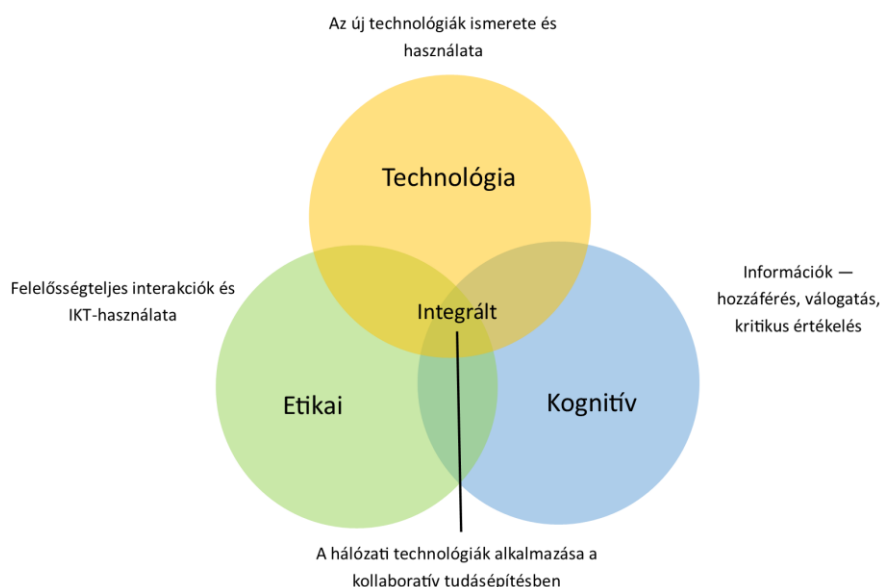 Az új technológiák ismerete és
használata
Technológia
Felelősségteljes interakciók és
IKT-használata
Információk —
hozzáférés, válogatás,
kritikus értékelés
Integrált
Etikai
Kognitív
A hálózati technológiák alkalmazása a
kollaboratív tudásépítésben